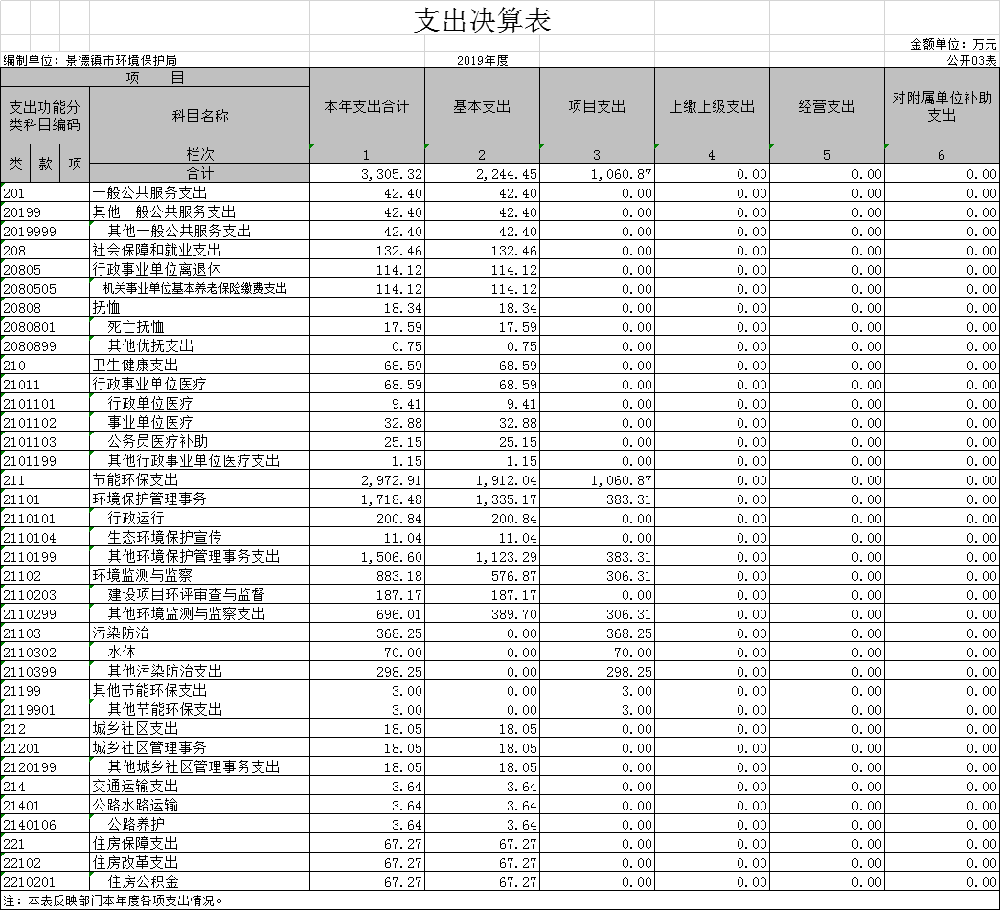 支出决算表
金额单位：万元
编制单位：景德镇市环境保护局 2019年度 公开03表
项 目 本年支出合计 基本支出 项目支出 上缴上级支出 经营支出 对附属单位补助支出
支出功能分类科目编码 科目名称
类 款 项 栏次 1 2 3 4 5 6
合计 3,305.32 2,244.45 1,060.87 0.00 0.00 0.00
201 一般公共服务支出 42.40 42.40 0.00 0.00 0.00 0.00
20199 其他一般公共服务支出 42.40 42.40 0.00 0.00 0.00 0.00
2019999 其他一般公共服务支出 42.40 42.40 0.00 0.00 0.00 0.00
208 社会保障和就业支出 132.46 132.46 0.00 0.00 0.00 0.00
20805 行政事业单位离退休 114.12 114.12 0.00 0.00 0.00 0.00
2080505 机关事业单位基本养老保险缴费支出 114.12 114.12 0.00 0.00 0.00 0.00
20808 抚恤 18.34 18.34 0.00 0.00 0.00 0.00
2080801 死亡抚恤 17.59 17.59 0.00 0.00 0.00 0.00
2080899 其他优抚支出 0.75 0.75 0.00 0.00 0.00 0.00
210 卫生健康支出 68.59 68.59 0.00 0.00 0.00 0.00
21011 行政事业单位医疗 68.59 68.59 0.00 0.00 0.00 0.00
2101101 行政单位医疗 9.41 9.41 0.00 0.00 0.00 0.00
2101102 事业单位医疗 32.88 32.88 0.00 0.00 0.00 0.00
2101103 公务员医疗补助 25.15 25.15 0.00 0.00 0.00 0.00
2101199 其他行政事业单位医疗支出 1.15 1.15 0.00 0.00 0.00 0.00
211 节能环保支出 2,972.91 1,912.04 1,060.87 0.00 0.00 0.00
21101 环境保护管理事务 1,718.48 1,335.17 383.31 0.00 0.00 0.00
2110101 行政运行 200.84 200.84 0.00 0.00 0.00 0.00
2110104 生态环境保护宣传 11.04 11.04 0.00 0.00 0.00 0.00
2110199 其他环境保护管理事务支出 1,506.60 1,123.29 383.31 0.00 0.00 0.00
21102 环境监测与监察 883.18 576.87 306.31 0.00 0.00 0.00
2110203 建设项目环评审查与监督 187.17 187.17 0.00 0.00 0.00 0.00
2110299 其他环境监测与监察支出 696.01 389.70 306.31 0.00 0.00 0.00
21103 污染防治 368.25 0.00 368.25 0.00 0.00 0.00
2110302 水体 70.00 0.00 70.00 0.00 0.00 0.00
2110399 其他污染防治支出 298.25 0.00 298.25 0.00 0.00 0.00
21199 其他节能环保支出 3.00 0.00 3.00 0.00 0.00 0.00
2119901 其他节能环保支出 3.00 0.00 3.00 0.00 0.00 0.00
212 城乡社区支出 18.05 18.05 0.00 0.00 0.00 0.00
21201 城乡社区管理事务 18.05 18.05 0.00 0.00 0.00 0.00
2120199 其他城乡社区管理事务支出 18.05 18.05 0.00 0.00 0.00 0.00
214 交通运输支出 3.64 3.64 0.00 0.00 0.00 0.00
21401 公路水路运输 3.64 3.64 0.00 0.00 0.00 0.00
2140106 公路养护 3.64 3.64 0.00 0.00 0.00 0.00
221 住房保障支出 67.27 67.27 0.00 0.00 0.00 0.00
22102 住房改革支出 67.27 67.27 0.00 0.00 0.00 0.00
2210201 住房公积金 67.27 67.27 0.00 0.00 0.00 0.00
注：本表反映部门本年度各项支出情况。